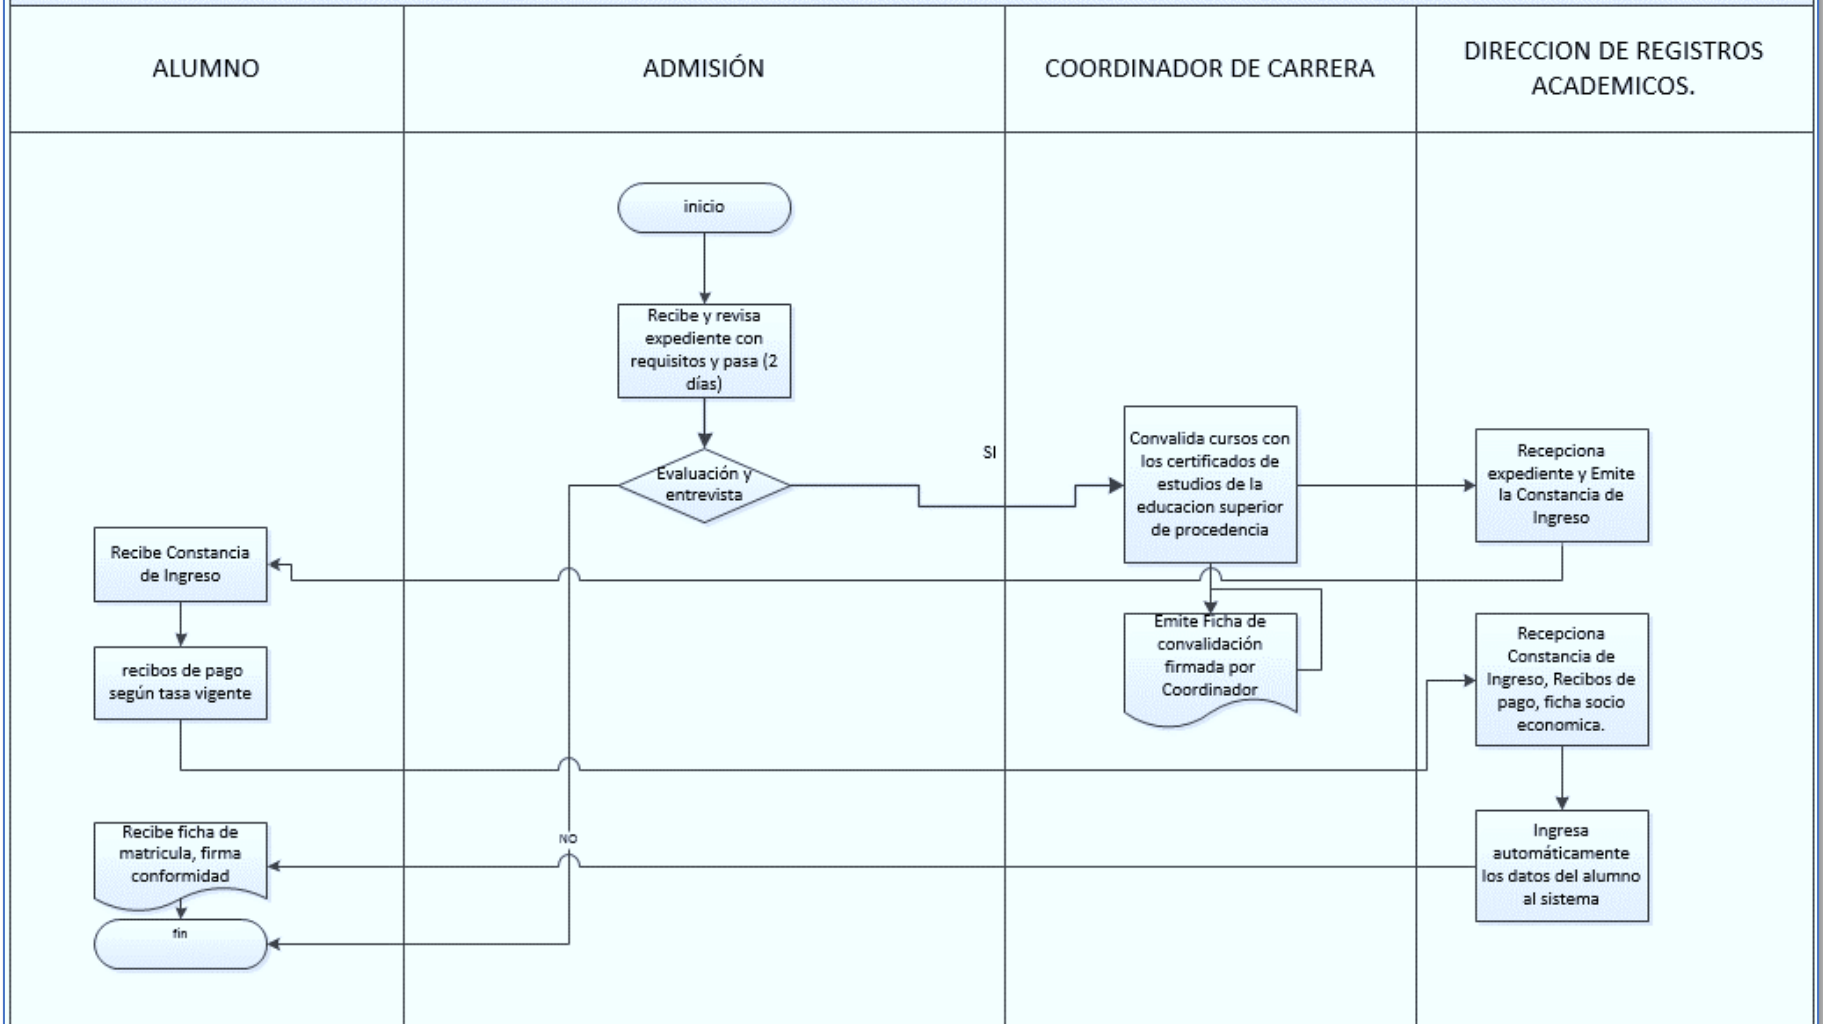 ALUMNO
ADMISIÓN
COORDINADOR DE CARRERA
DIRECCION DE REGISTROS
ACADEMICOS.
inicio
Recibe y revisa
expediente con
requisitos y pasa (2
días)
Evaluación y
entrevista
SI
Convalida cursos con
los certificados de
estudios de la
educacion superior
de procedencia
Recepciona
expediente y Emite
la Constancia de
Ingreso
Recibe Constancia
de Ingreso
Emite Ficha de
convalidación
firmada por
Coordinador
recibos de pago
según tasa vigente
Recepciona
Constancia de
Ingreso, Recibos de
pago, ficha socio
economica.
NO
Recibe ficha de
matricula, firma
conformidad
Ingresa
automáticamente
los datos del alumno
al sistema
fin